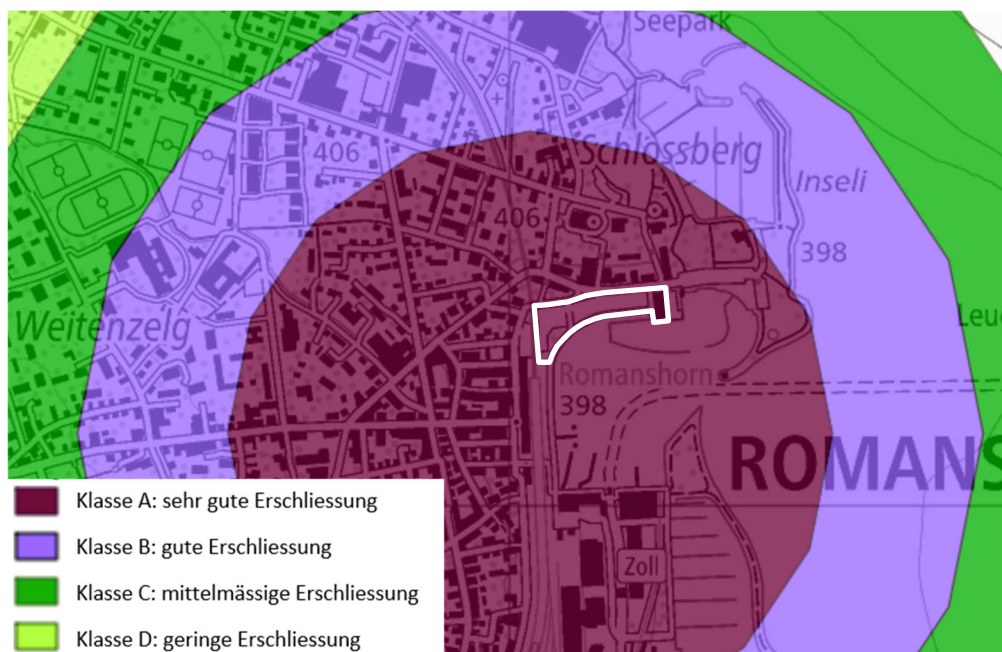 Seepark
Schlossberg
406
Inseli
406
398
Weitenzelg
Romanshorn
398
ROMANS
Zoll
Klasse A: sehr gute Erschliessung
Klasse B: gute Erschliessung
Klasse C: mittelmässige Erschliessung
Klasse D: geringe Erschliessung